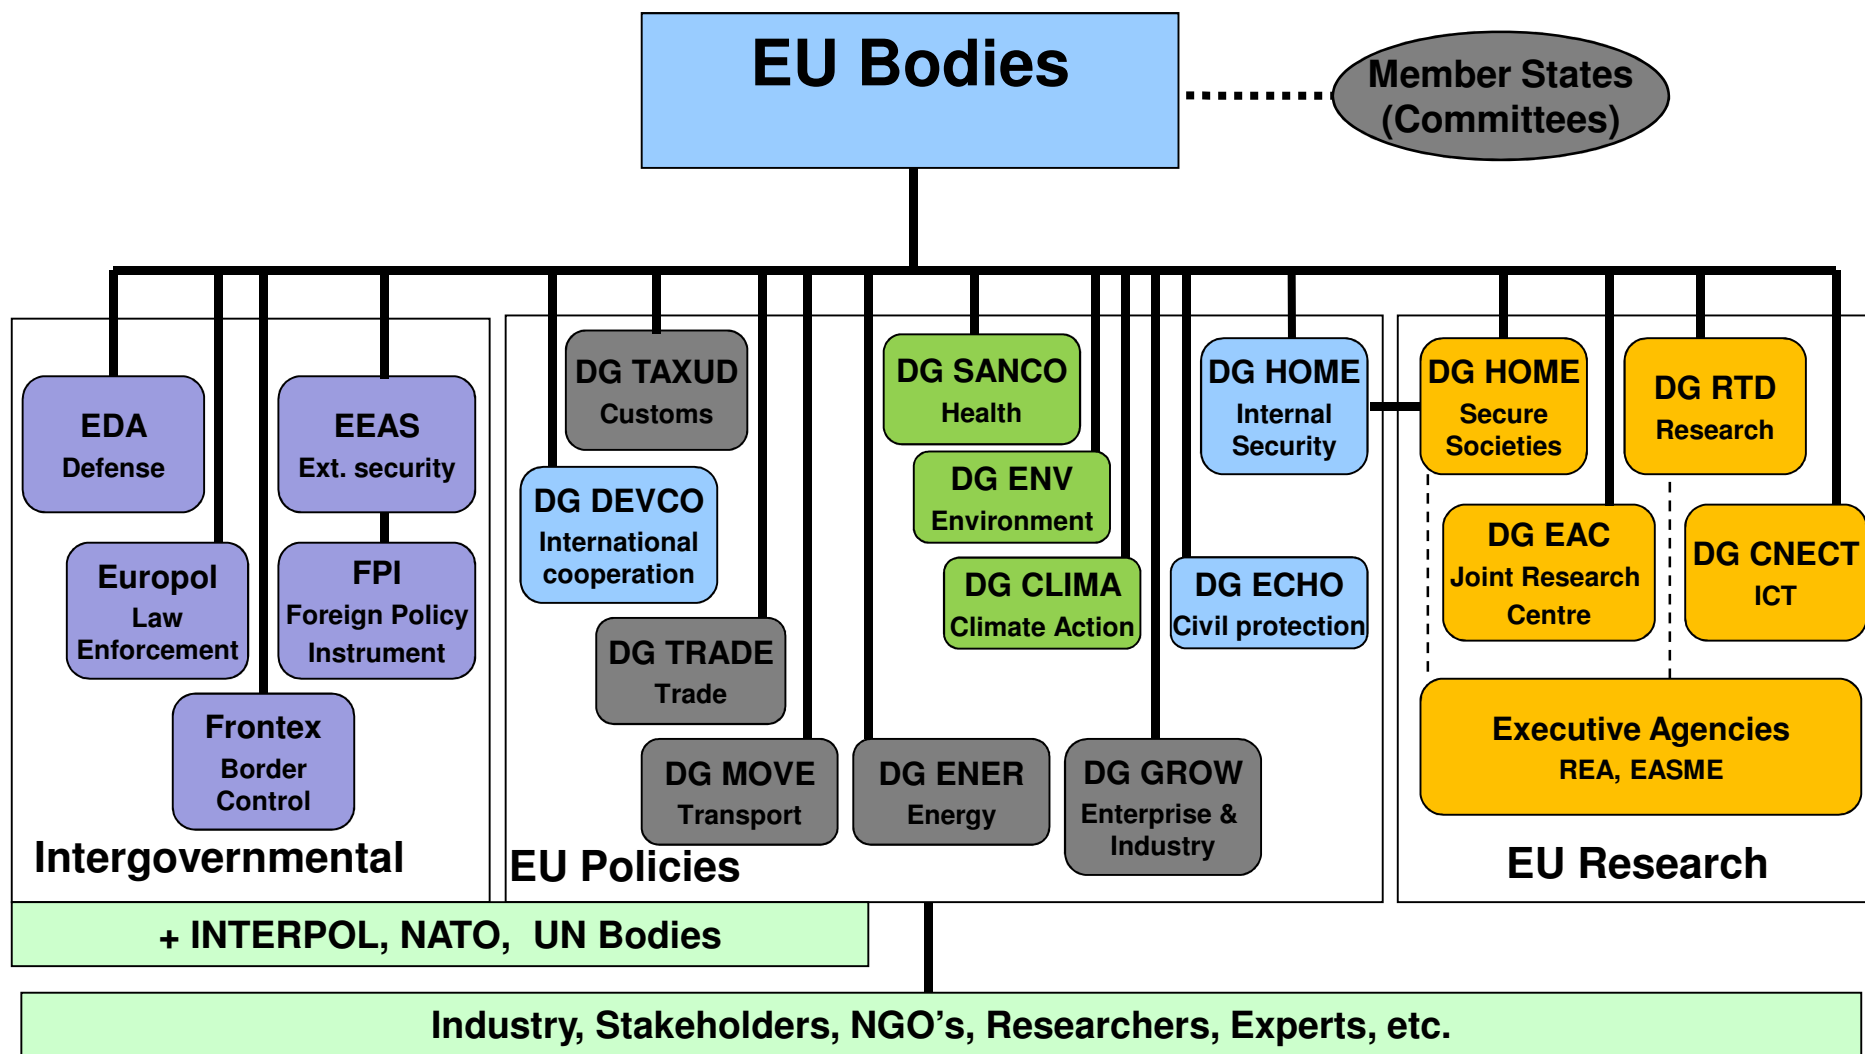 EU Bodies
Member States
(Committees)
EDA
Defense
EEAS
Ext. security
Europol
Law
Enforcement
FPI
Foreign Policy
Instrument
Frontex
Border
Control
Intergovernmental
DG TAXUD
Customs
DG DEVCO
International
cooperation
DG TRADE
Trade
DG MOVE
Transport
DG SANCO
Health
DG ENV
Environment
DG CLIMA
Climate Action
DG ENER
Energy
DG HOME
Internal
Security
DG ECHO
Civil protection
DG GROW
Enterprise &
Industry
EU Policies
DG HOME
Secure
Societies
DG RTD
Research
DG EAC
Joint Research
Centre
DG CNECT
ICT
Executive Agencies
REA, EASME
EU Research
+ INTERPOL, NATO, UN Bodies
Industry, Stakeholders, NGO's, Researchers, Experts, etc.